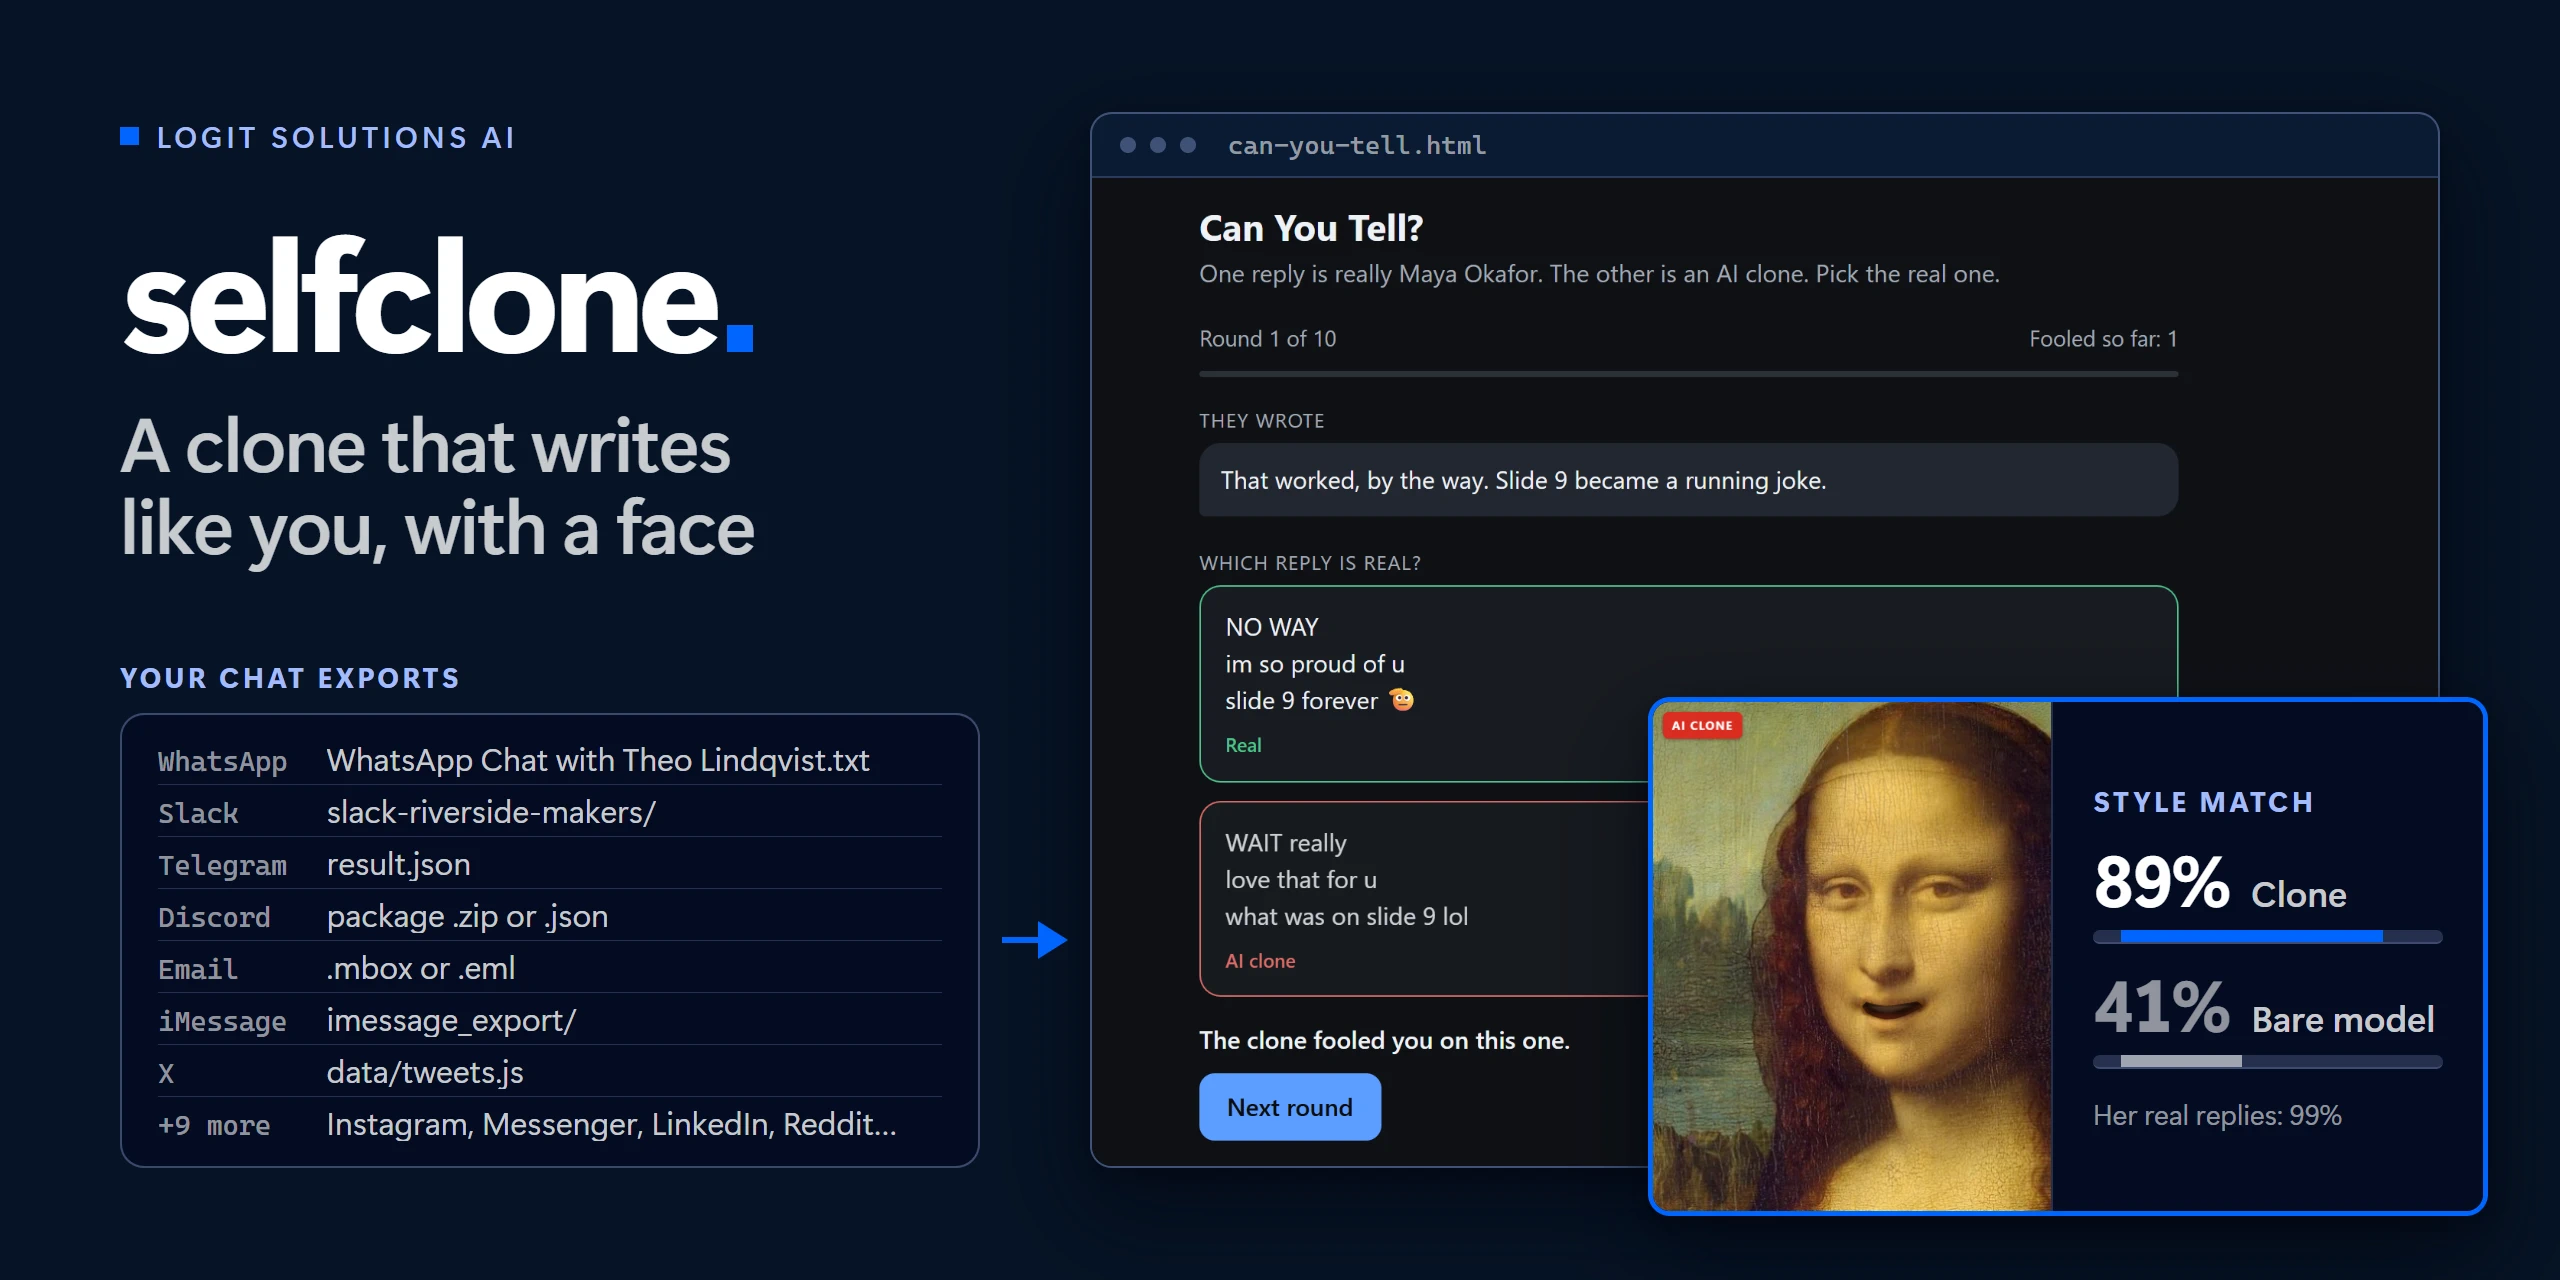 LOGIT SOLUTIONS AI
selfclone.
A clone that writes
like you, with a face
YOUR CHAT EXPORTS
WhatsApp WhatsApp Chat with Theo Lindqvist.txt
Slack slack-riverside-makers/
Telegram result.json
Discord package .zip or .json
Email .mbox or .eml
iMessage imessage_export/
X data/tweets.js
+9 more Instagram, Messenger, LinkedIn, Reddit...
can-you-tell.html
Can You Tell?
One reply is really Maya Okafor. The other is an AI clone. Pick the real one.
Round 1 of 10 Fooled so far: 1
THEY WROTE
That worked, by the way. Slide 9 became a running joke.
WHICH REPLY IS REAL?
NO WAY
im so proud of u
slide 9 forever 🫡
Real
WAIT really
love that for u
what was on slide 9 lol
AI clone
The clone fooled you on this one.
Next round
AI CLONE
STYLE MATCH
89% Clone
41% Bare model
Her real replies: 99%